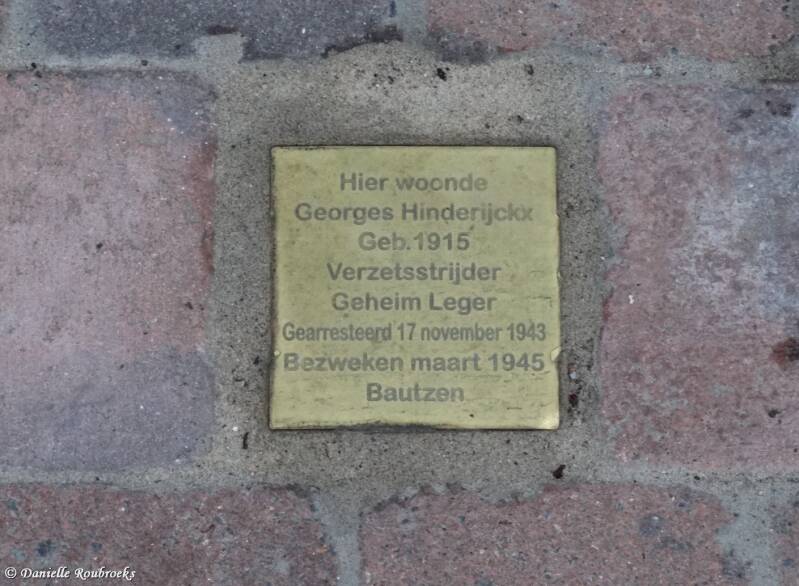 Hier woonde
Georges Hinderijckx
Geb.1915
Verzetsstrijder
Geheim Leger
Gearresteerd 17 november 1943
Bezweken maart 1945
Bautzen
© Danielle Roubroeks